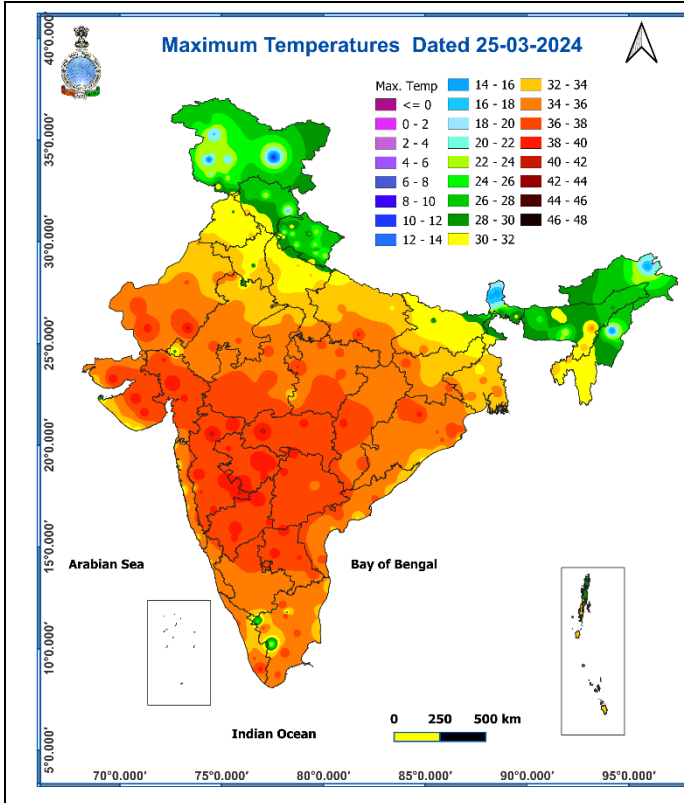 Maximum Temperatures Dated 25-03-2024
Max. Temp
<= 0
0 - 2
2 - 4
4 - 6
6 - 8
8 - 10
10 - 12
12 - 14
14 - 16
16 - 18
18 - 20
20 - 22
22 - 24
24 - 26
26 - 28
28 - 30
30 - 32
32 - 34
34 - 36
36 - 38
38 - 40
40 - 42
42 - 44
44 - 46
46 - 48
40°0.000'
35°0.000'
30°0.000'
25°0.000'
20°0.000'
15°0.000'
10°0.000'
5°0.000'
Arabian Sea
Bay of Bengal
Indian Ocean
0 250 500 km
70°0.000' 75°0.000' 80°0.000' 85°0.000' 90°0.000' 95°0.000'